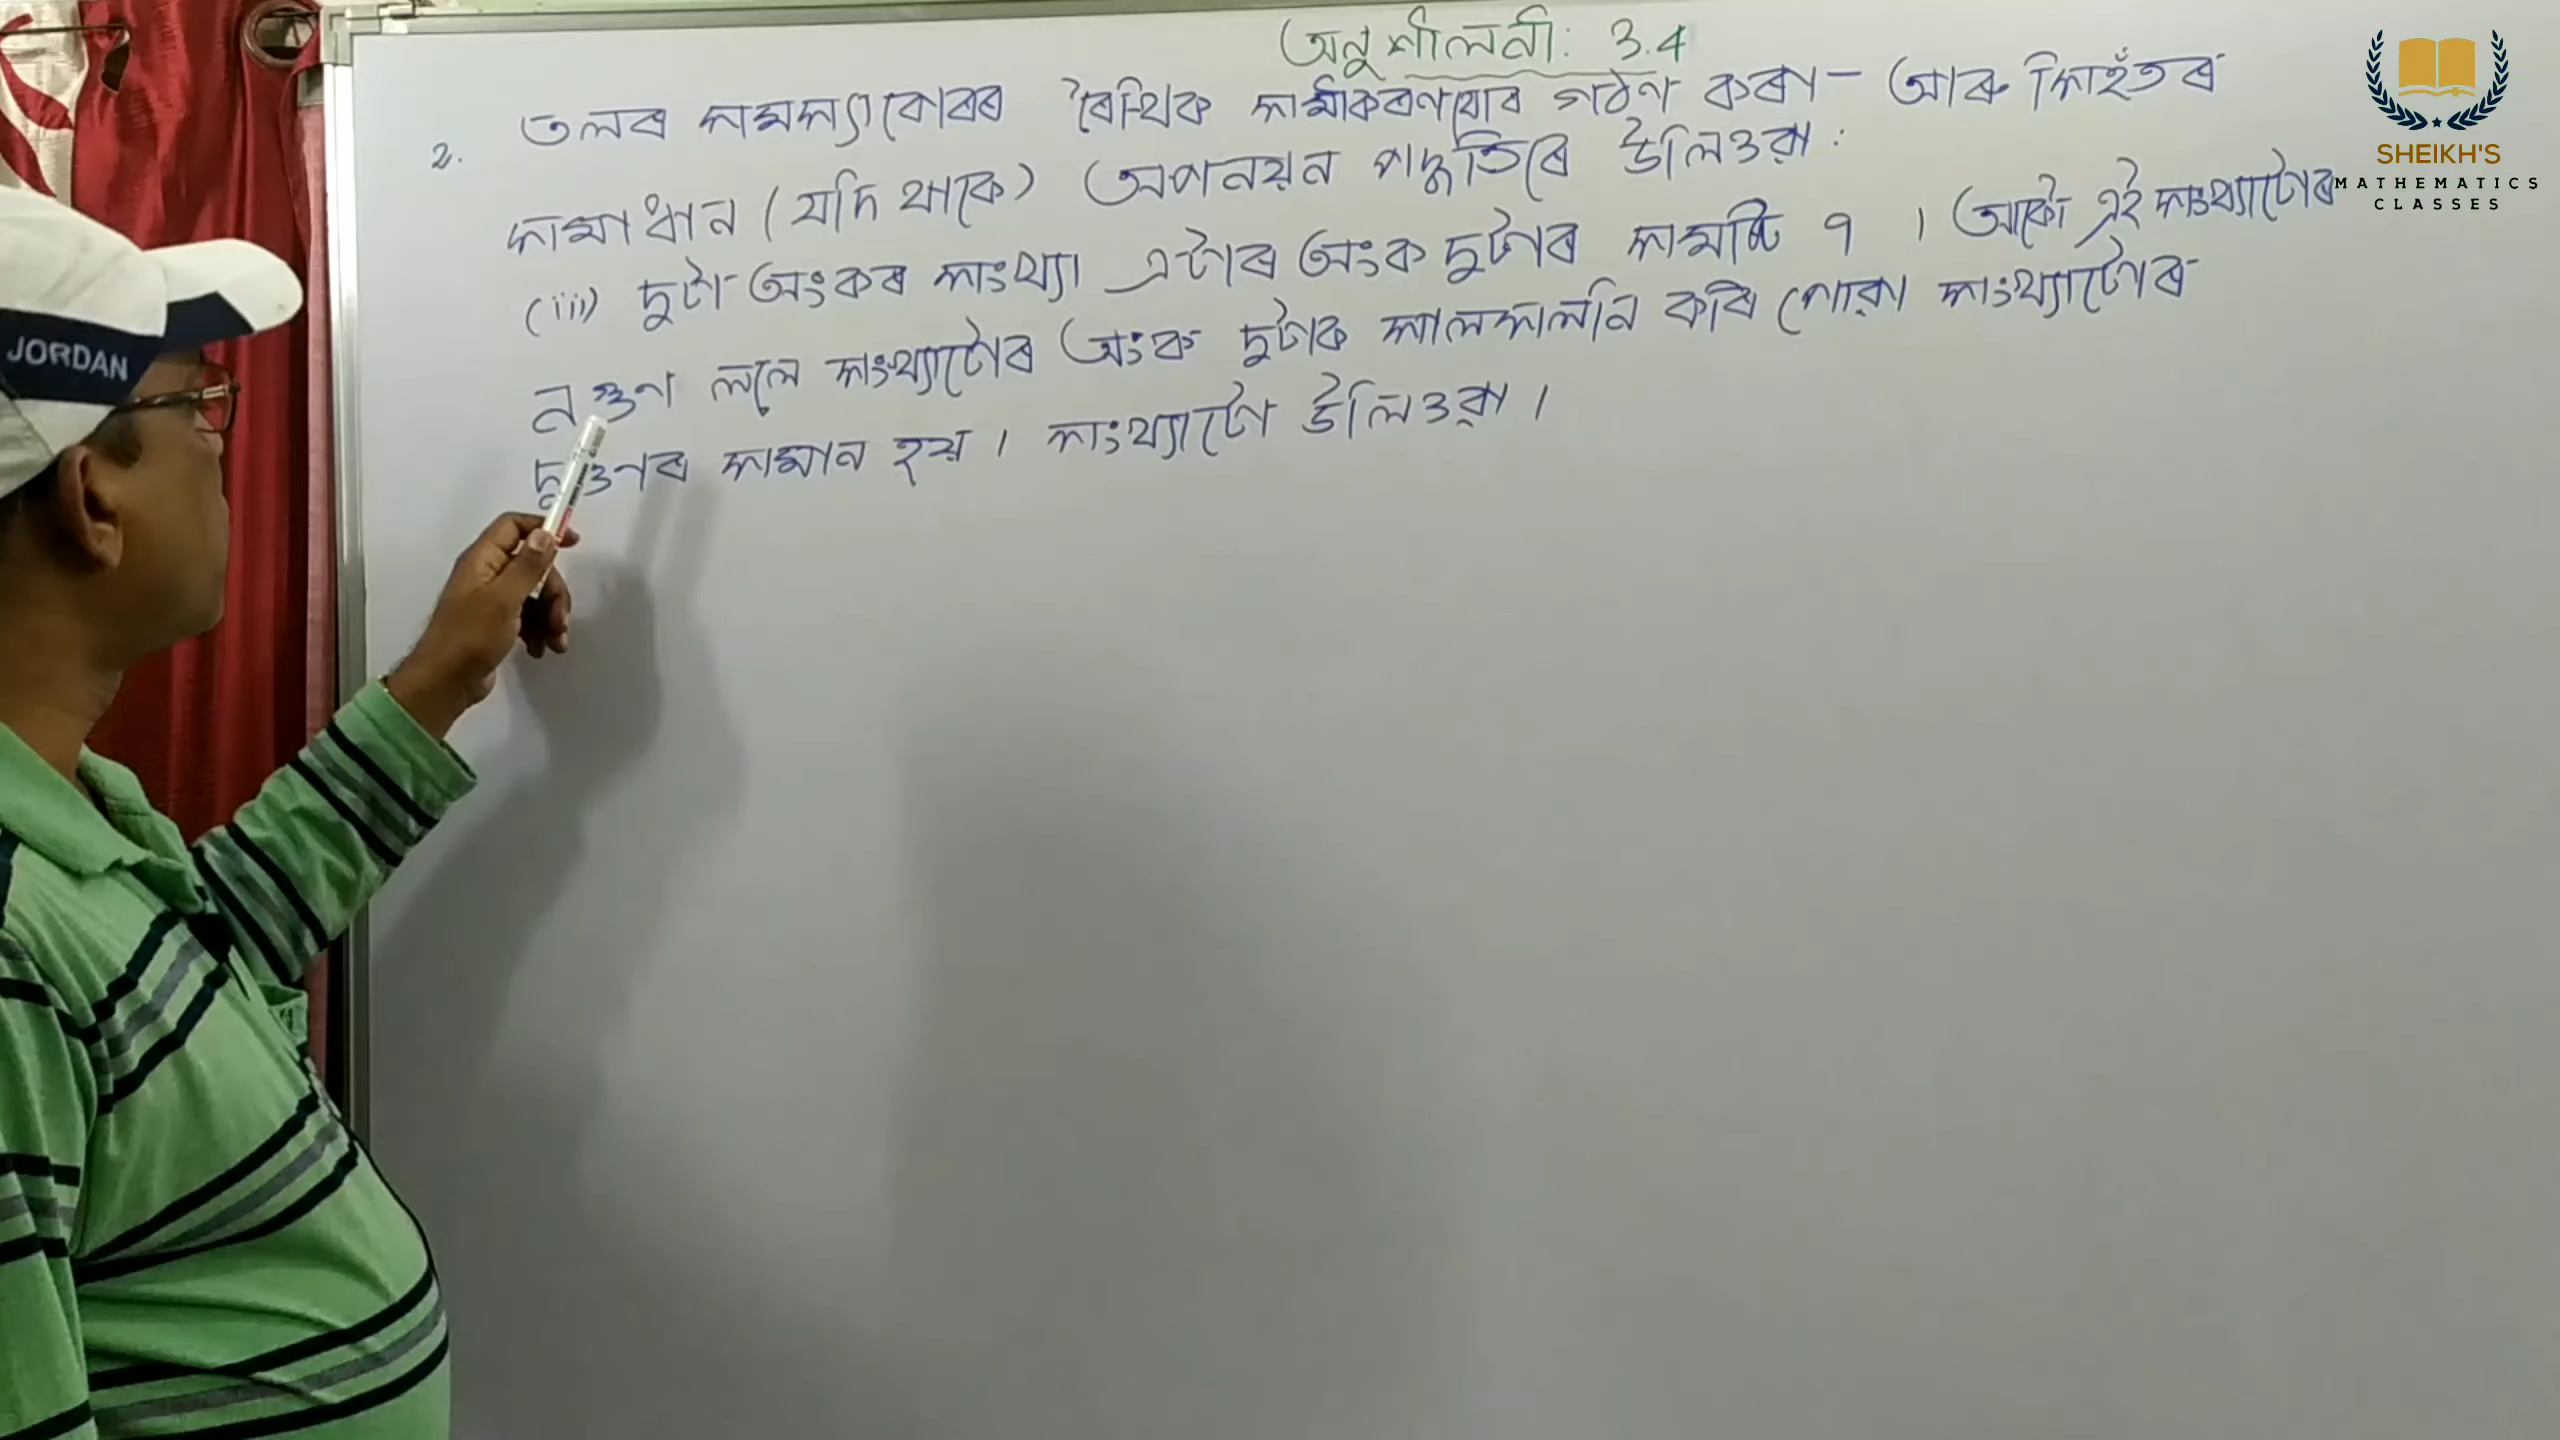 অনুশীলনী: 3.4
2. তলৰ সমস্যাবোৰৰ ৰৈখিক সমীকৰণযোৰ গঠণ কৰা আৰু সিহঁতৰ
সমাধান (যদি থাকে) অপনয়ন পদ্ধতিৰে উলিওৱা:
(iii) দুটা অংকৰ সংখ্যা এটাৰ অংক দুটাৰ সমষ্টি 9 । আকৌ এই সংখ্যাটোৰ
নগুণ ললে সংখ্যাটোৰ অংক দুটাক সালসলনি কৰি পোৱা সংখ্যাটোৰ
দুগুণৰ সমান হয়। সংখ্যাটো উলিওৱা।
SHEIKH'S
MATHEMATICS
CLASSES
JORDAN